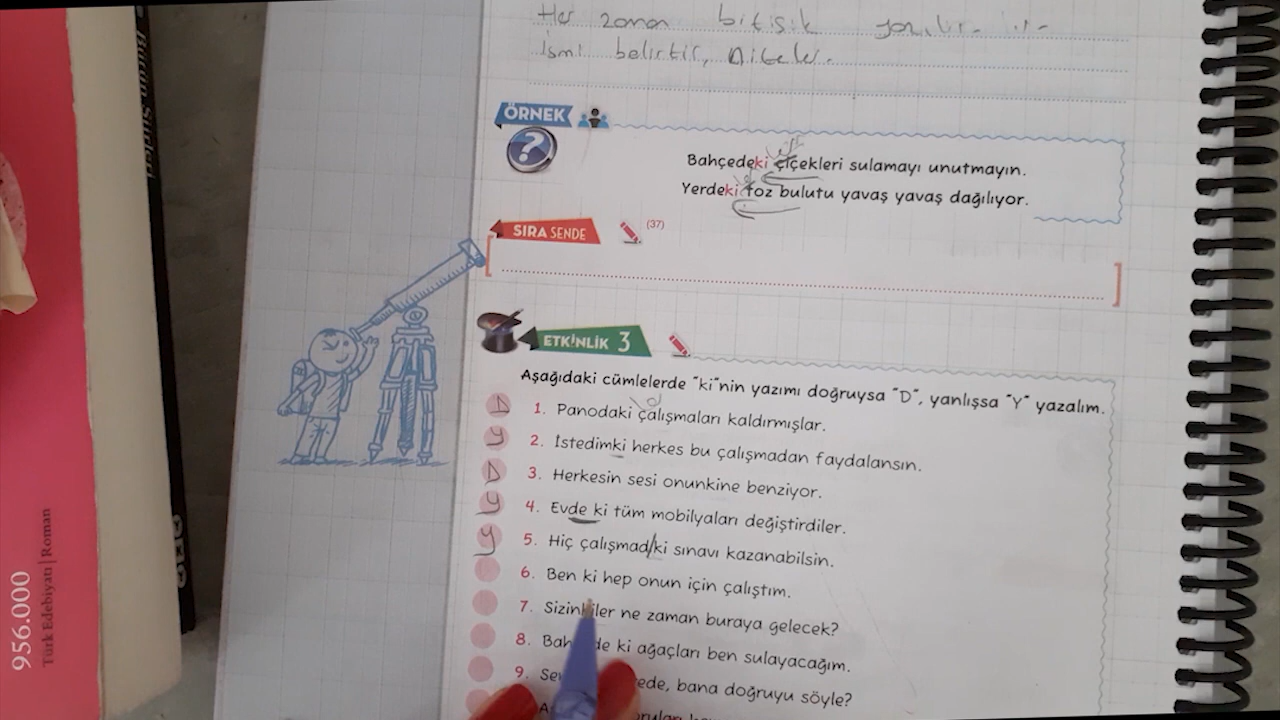 Her zaman bitişik yazılır.
İsmi belirtir, niteler.
ÖRNEK
Bahçedeki çiçekleri sulamayı unutmayın.
Yerdeki toz bulutu yavaş yavaş dağılıyor.
SIRA SENDE (37)
ETKİNLİK 3
Aşağıdaki cümlelerde "ki"nin yazımı doğruysa "D", yanlışsa "Y" yazalım.
D 1. Panodaki çalışmaları kaldırmışlar.
Y 2. İstedimki herkes bu çalışmadan faydalansın.
D 3. Herkesin sesi onunkine benziyor.
Y 4. Evde ki tüm mobilyaları değiştirdiler.
Y 5. Hiç çalışmadıki sınavı kazanabilsin.
6. Ben ki hep onun için çalıştım.
7. Sizinkiler ne zaman buraya gelecek?
8. ki ağaçları ben sulayacağım.
9. bana doğruyu söyle?
956.000
Türk Edebiyatı | Roman